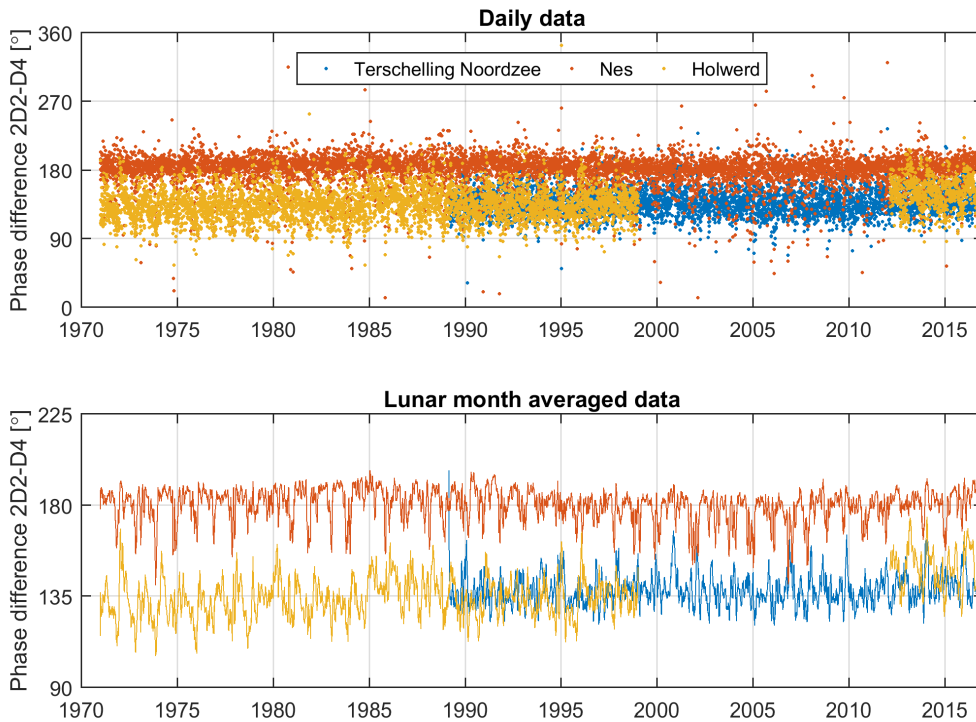 Daily data
Phase difference 2D2-D4 [°]
360
270
180
90
0
Terschelling Noordzee Nes Holwerd
1970 1975 1980 1985 1990 1995 2000 2005 2010 2015
Lunar month averaged data
Phase difference 2D2-D4 [°]
225
180
135
90
1970 1975 1980 1985 1990 1995 2000 2005 2010 2015